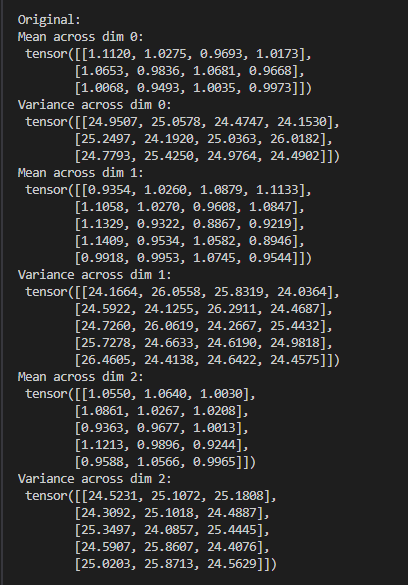 Original:
Mean across dim 0:
tensor([[1.1120, 1.0275, 0.9693, 1.0173],
[1.0653, 0.9836, 1.0681, 0.9668],
[1.0068, 0.9493, 1.0035, 0.9973]])
Variance across dim 0:
tensor([[24.9507, 25.0578, 24.4747, 24.1530],
[25.2497, 24.1920, 25.0363, 26.0182],
[24.7793, 25.4250, 24.9764, 24.4902]])
Mean across dim 1:
tensor([[0.9354, 1.0260, 1.0879, 1.1133],
[1.1058, 1.0270, 0.9608, 1.0847],
[1.1329, 0.9322, 0.8867, 0.9219],
[1.1409, 0.9534, 1.0582, 0.8946],
[0.9918, 0.9953, 1.0745, 0.9544]])
Variance across dim 1:
tensor([[24.1664, 26.0558, 25.8319, 24.0364],
[24.5922, 24.1255, 26.2911, 24.4687],
[24.7260, 26.0619, 24.2667, 25.4432],
[25.7278, 24.6633, 24.6190, 24.9818],
[26.4605, 24.4138, 24.6422, 24.4575]])
Mean across dim 2:
tensor([[1.0550, 1.0640, 1.0030],
[1.0861, 1.0267, 1.0208],
[0.9363, 0.9677, 1.0013],
[1.1213, 0.9896, 0.9244],
[0.9588, 1.0566, 0.9965]])
Variance across dim 2:
tensor([[24.5231, 25.1072, 25.1808],
[24.3092, 25.1018, 24.4887],
[25.3497, 24.0857, 25.4445],
[24.5907, 25.8607, 24.4076],
[25.0203, 25.8713, 24.5629]])